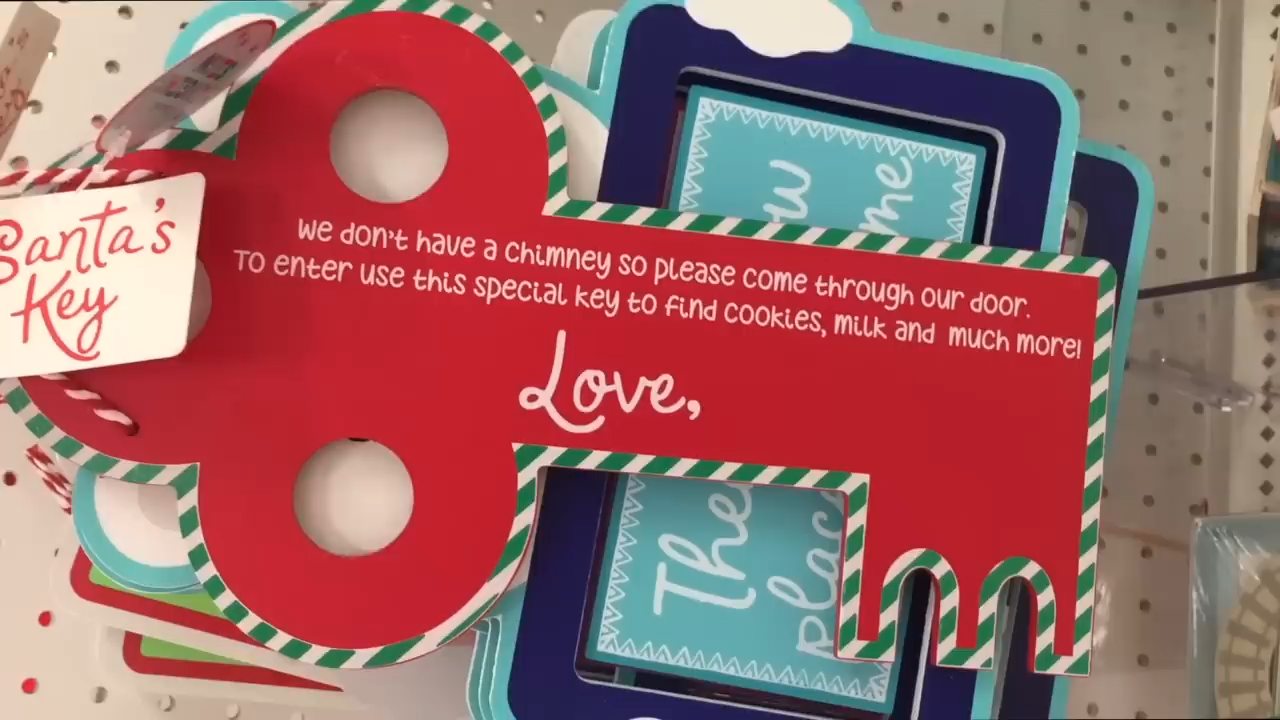 Santa's
Key
We don't have a chimney so please come through our door.
To enter use this special key to find cookies, milk and much more!
Love,
The